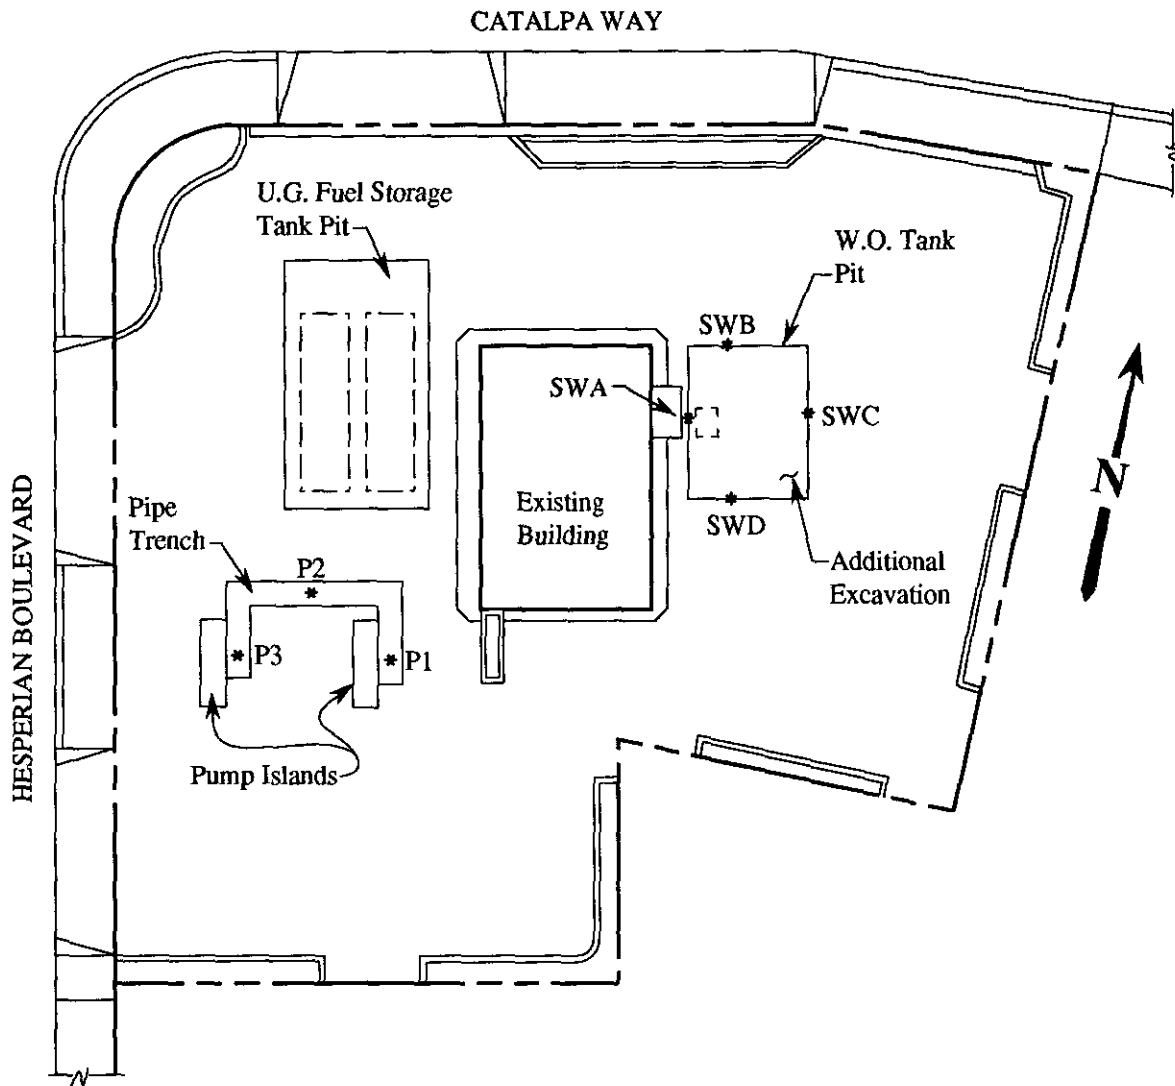 CATALPA WAY
U.G. Fuel Storage
Tank Pit
W.O. Tank
Pit
SWB
SWA
SWC
SWD
Existing
Building
Additional
Excavation
N
HESPERIAN BOULEVARD
Pipe
Trench
P2
P3
P1
Pump Islands